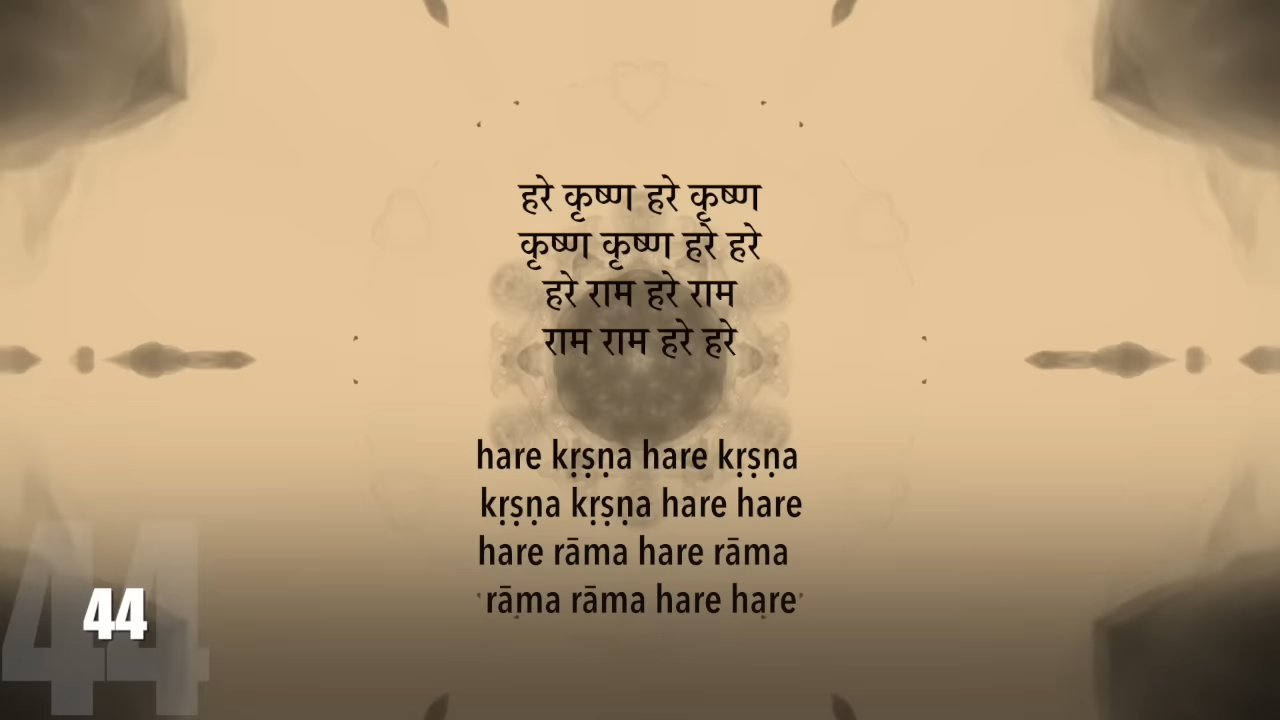 हरे कृष्ण हरे कृष्ण
कृष्ण कृष्ण हरे हरे
हरे राम हरे राम
राम राम हरे हरे
hare kṛṣṇa hare kṛṣṇa
kṛṣṇa kṛṣṇa hare hare
hare rāma hare rāma
rāma rāma hare hare
44
44